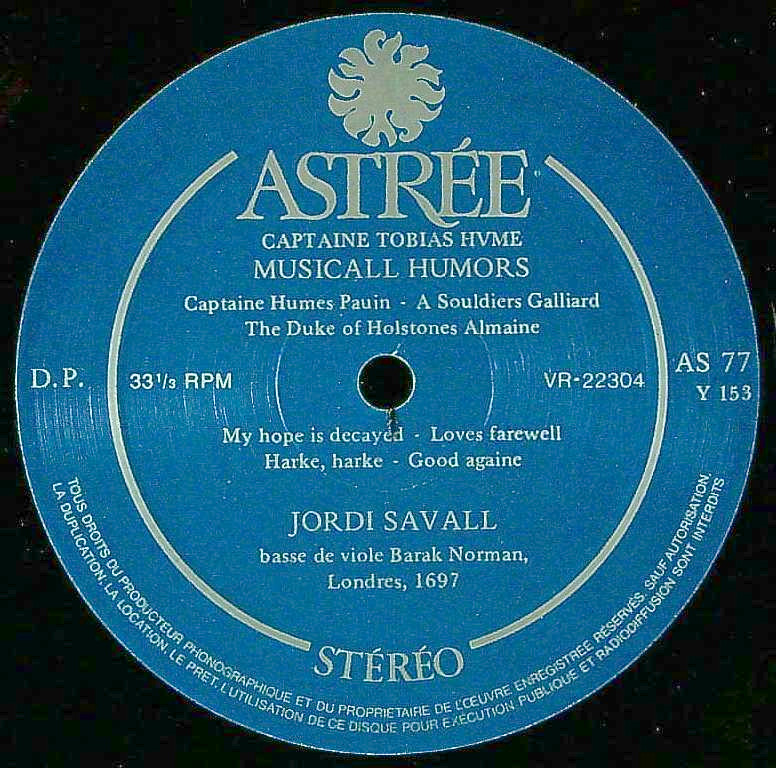 ASTRÉE
CAPTAINE TOBIAS HVME
MUSICALL HUMORS
Captaine Humes Pauin - A Souldiers Galliard
The Duke of Holstones Almaine
D.P.
33 1/3 RPM
VR-22304
AS 77
Y 153
My hope is decayed - Loves farewell
Harke, harke - Good againe
JORDI SAVALL
basse de viole Barak Norman,
Londres, 1697
STÉRÉO
TOUS DROITS DU PRODUCTEUR PHONOGRAPHIQUE ET DU PROPRIETAIRE DE L'ŒUVRE ENREGISTREE RESERVES. SAUF AUTORISATION,
LA DUPLICATION, LA LOCATION, LE PRET, L'UTILISATION DE CE DISQUE POUR EXECUTION PUBLIQUE ET RADIODIFFUSION SONT INTERDITS